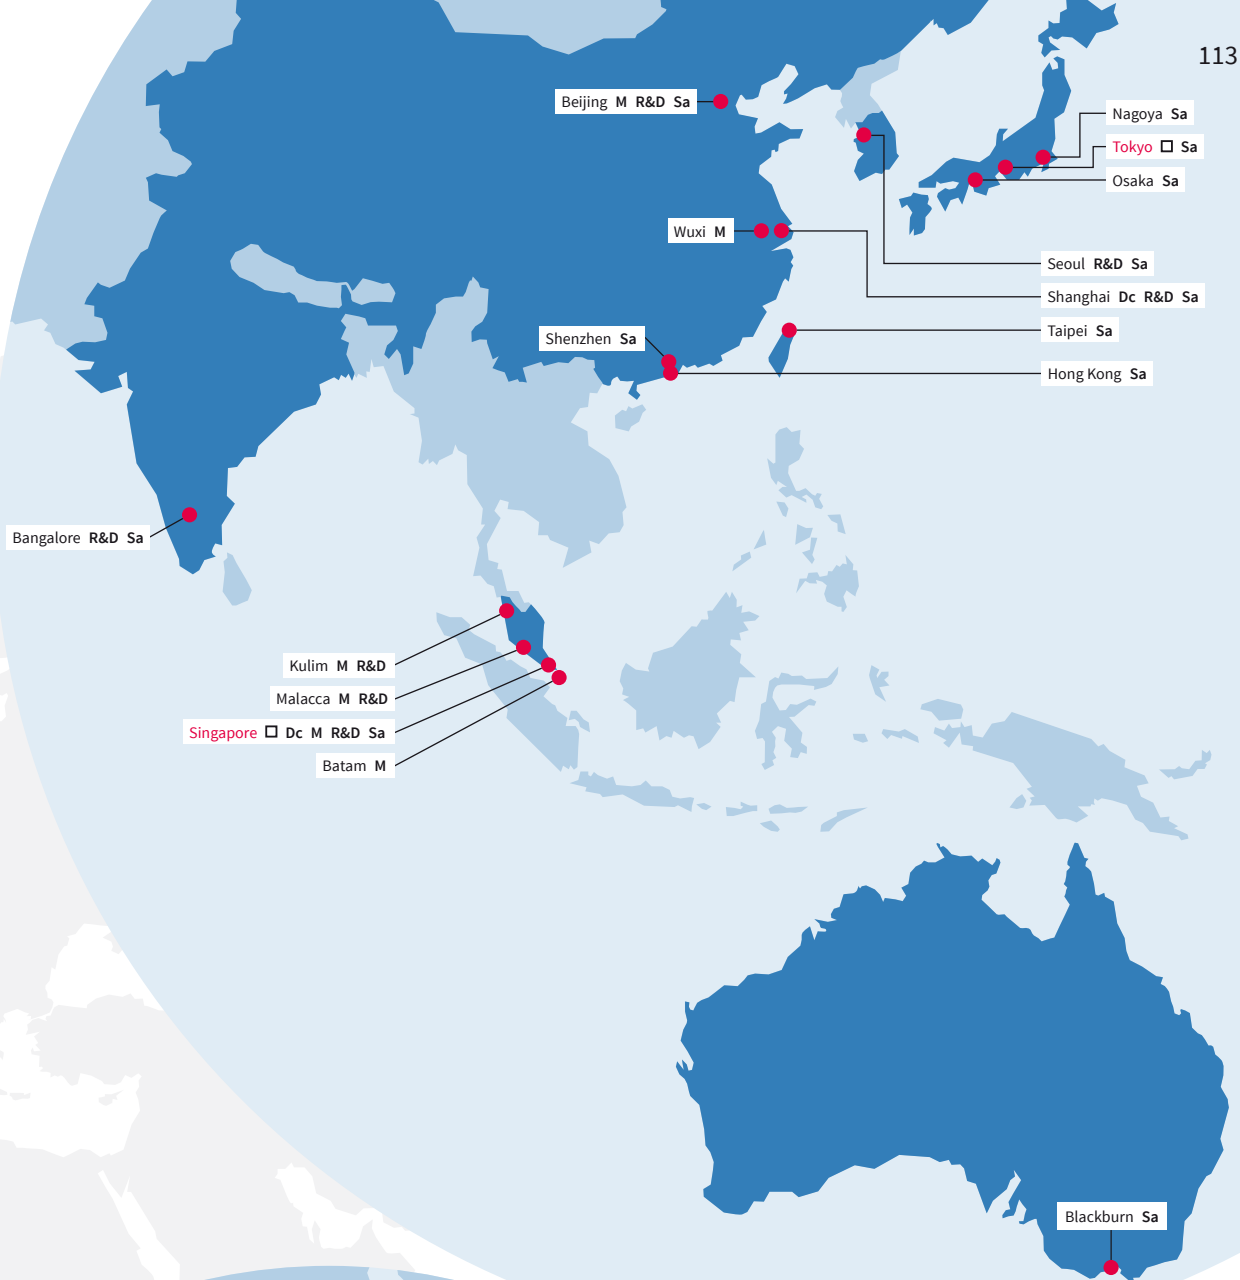 113
Beijing M R&D Sa
Nagoya Sa
Tokyo Sa
Osaka Sa
Wuxi M
Seoul R&D Sa
Shanghai Dc R&D Sa
Taipei Sa
Shenzhen Sa
Hong Kong Sa
Bangalore R&D Sa
Kulim M R&D
Malacca M R&D
Singapore Dc M R&D Sa
Batam M
Blackburn Sa